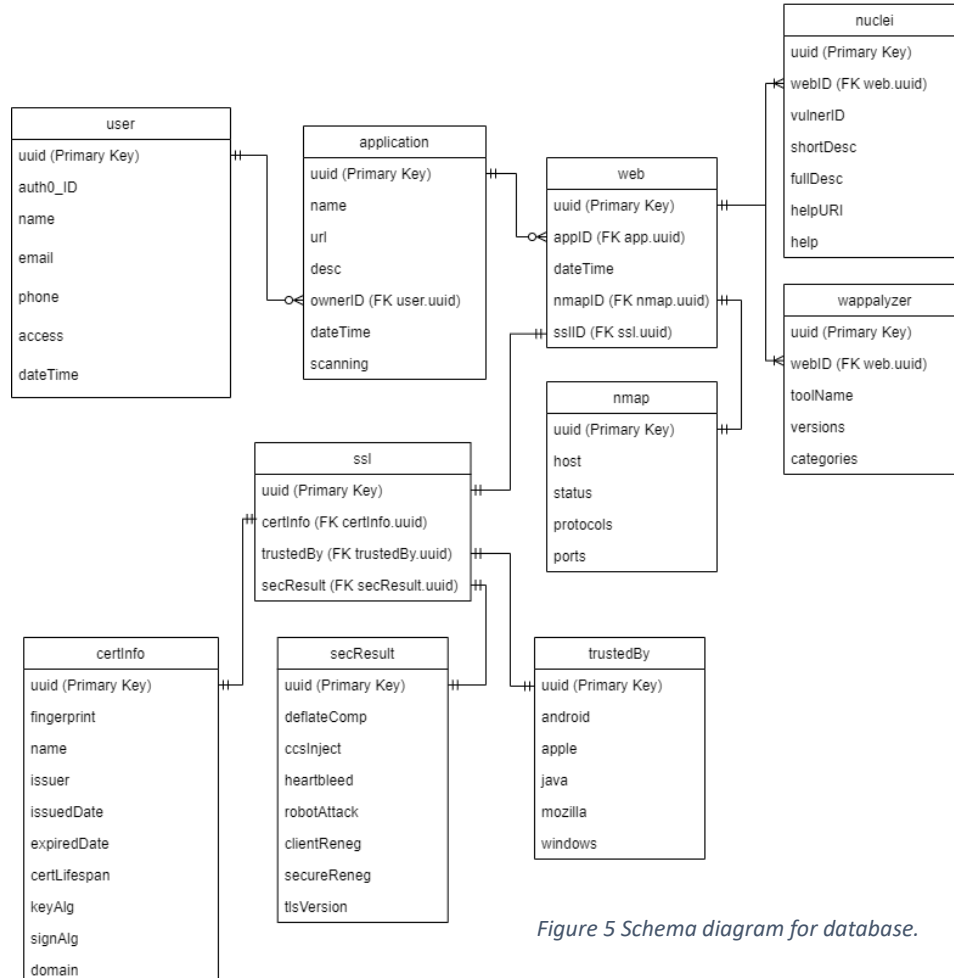 nuclei
uuid (Primary Key)
webID (FK web.uuid)
vulnerID
shortDesc
fullDesc
helpURI
help
user
uuid (Primary Key)
auth0_ID
name
email
phone
access
dateTime
application
uuid (Primary Key)
name
url
desc
ownerID (FK user.uuid)
dateTime
scanning
web
uuid (Primary Key)
appID (FK app.uuid)
dateTime
nmapID (FK nmap.uuid)
sslID (FK ssl.uuid)
wappalyzer
uuid (Primary Key)
webID (FK web.uuid)
toolName
versions
categories
nmap
uuid (Primary Key)
host
status
protocols
ports
ssl
uuid (Primary Key)
certInfo (FK certInfo.uuid)
trustedBy (FK trustedBy.uuid)
secResult (FK secResult.uuid)
certInfo
uuid (Primary Key)
fingerprint
name
issuer
issuedDate
expiredDate
certLifespan
keyAlg
signAlg
domain
secResult
uuid (Primary Key)
deflateComp
ccsInject
heartbleed
robotAttack
clientReneg
secureReneg
tlsVersion
trustedBy
uuid (Primary Key)
android
apple
java
mozilla
windows
Figure 5 Schema diagram for database.